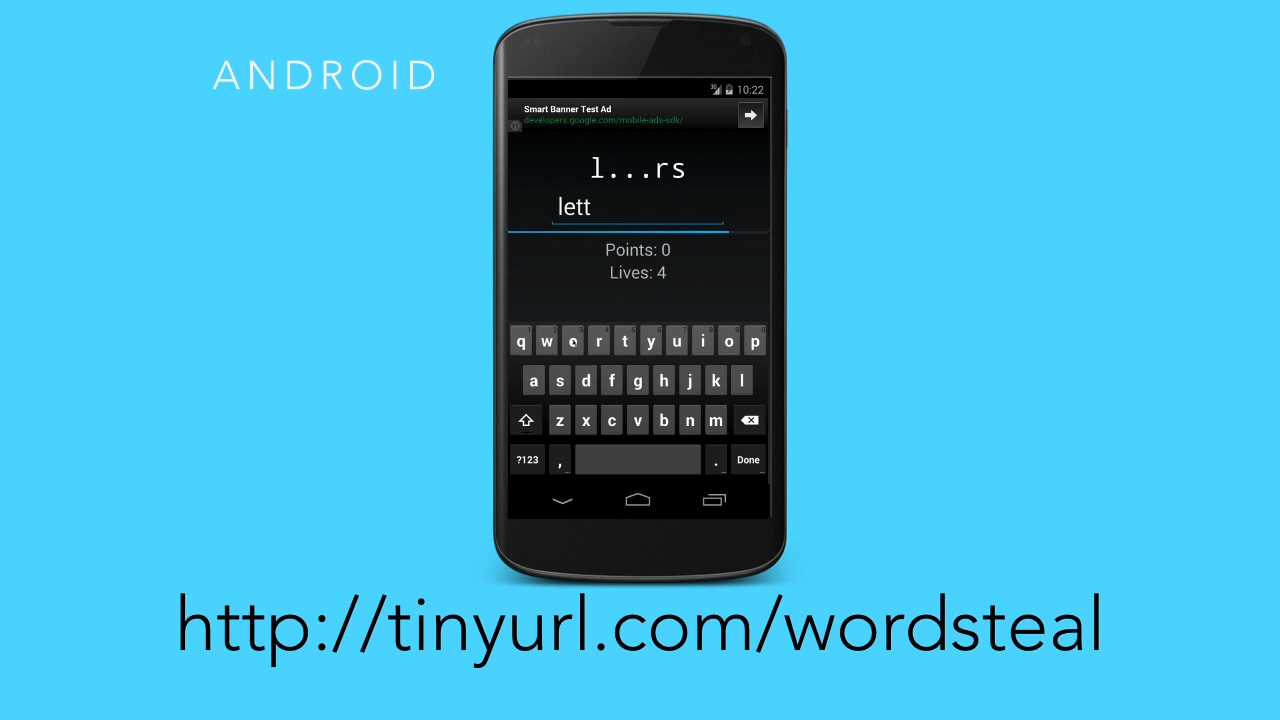 ANDROID
10:22
Smart Banner Test Ad
developers.google.com/mobile-ads-sdk/
l...rs
lett
Points: 0
Lives: 4
q w e r t y u i o p
a s d f g h j k l
z x c v b n m
?123 , . Done
http://tinyurl.com/wordsteal